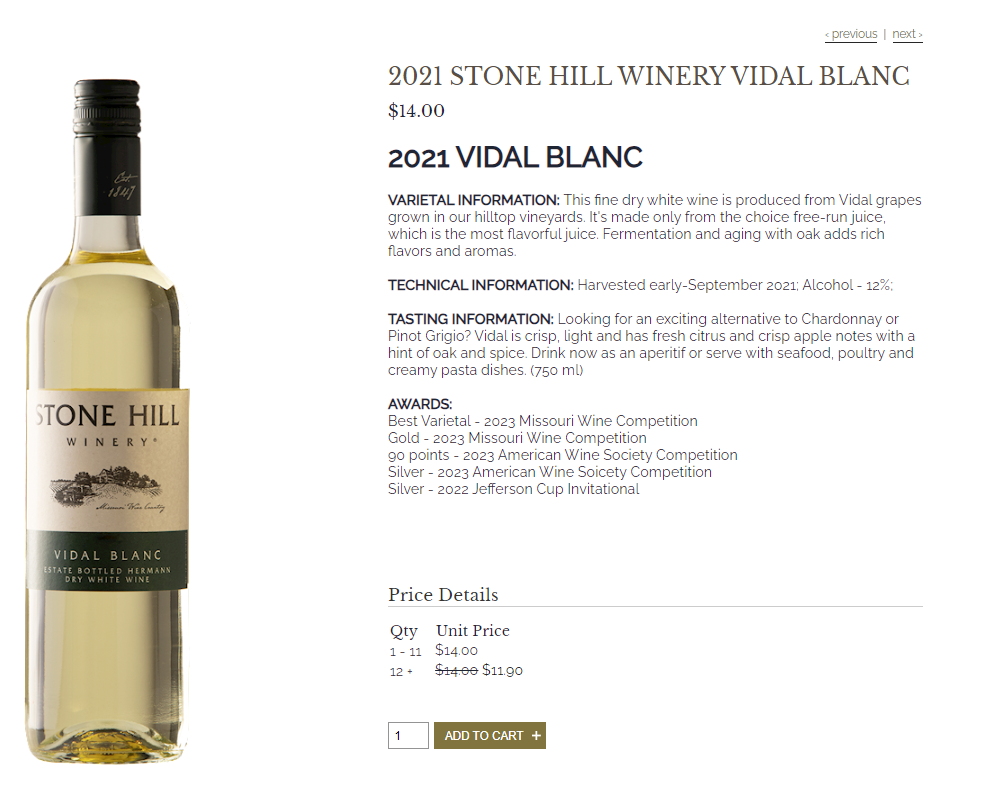 ‹ previous | next ›
2021 STONE HILL WINERY VIDAL BLANC
$14.00
2021 VIDAL BLANC
VARIETAL INFORMATION: This fine dry white wine is produced from Vidal grapes
grown in our hilltop vineyards. It's made only from the choice free-run juice,
which is the most flavorful juice. Fermentation and aging with oak adds rich
flavors and aromas.
TECHNICAL INFORMATION: Harvested early-September 2021; Alcohol - 12%;
TASTING INFORMATION: Looking for an exciting alternative to Chardonnay or
Pinot Grigio? Vidal is crisp, light and has fresh citrus and crisp apple notes with a
hint of oak and spice. Drink now as an aperitif or serve with seafood, poultry and
creamy pasta dishes. (750 ml)
AWARDS:
Best Varietal - 2023 Missouri Wine Competition
Gold - 2023 Missouri Wine Competition
90 points - 2023 American Wine Society Competition
Silver - 2023 American Wine Soicety Competition
Silver - 2022 Jefferson Cup Invitational
Price Details
Qty Unit Price
1 - 11 $14.00
12 + $14.00 $11.90
1 ADD TO CART +
Est.
1847
STONE HILL
WINERY®
Missouri Wine Country
VIDAL BLANC
ESTATE BOTTLED HERMANN
DRY WHITE WINE